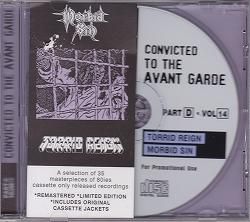 CONVICTED TO THE AVANT GARDE
Morbid Sin
TORRID REIGN
A selection of 35
masterpieces of 80ies
cassette only released recordings
*REMASTERED *LIMITED EDITION
*INCLUDES ORIGINAL
CASSETTE JACKETS
CONVICTED
TO THE
AVANT GARDE
PART D • VOL 14
TORRID REIGN
MORBID SIN
For Promotional Use